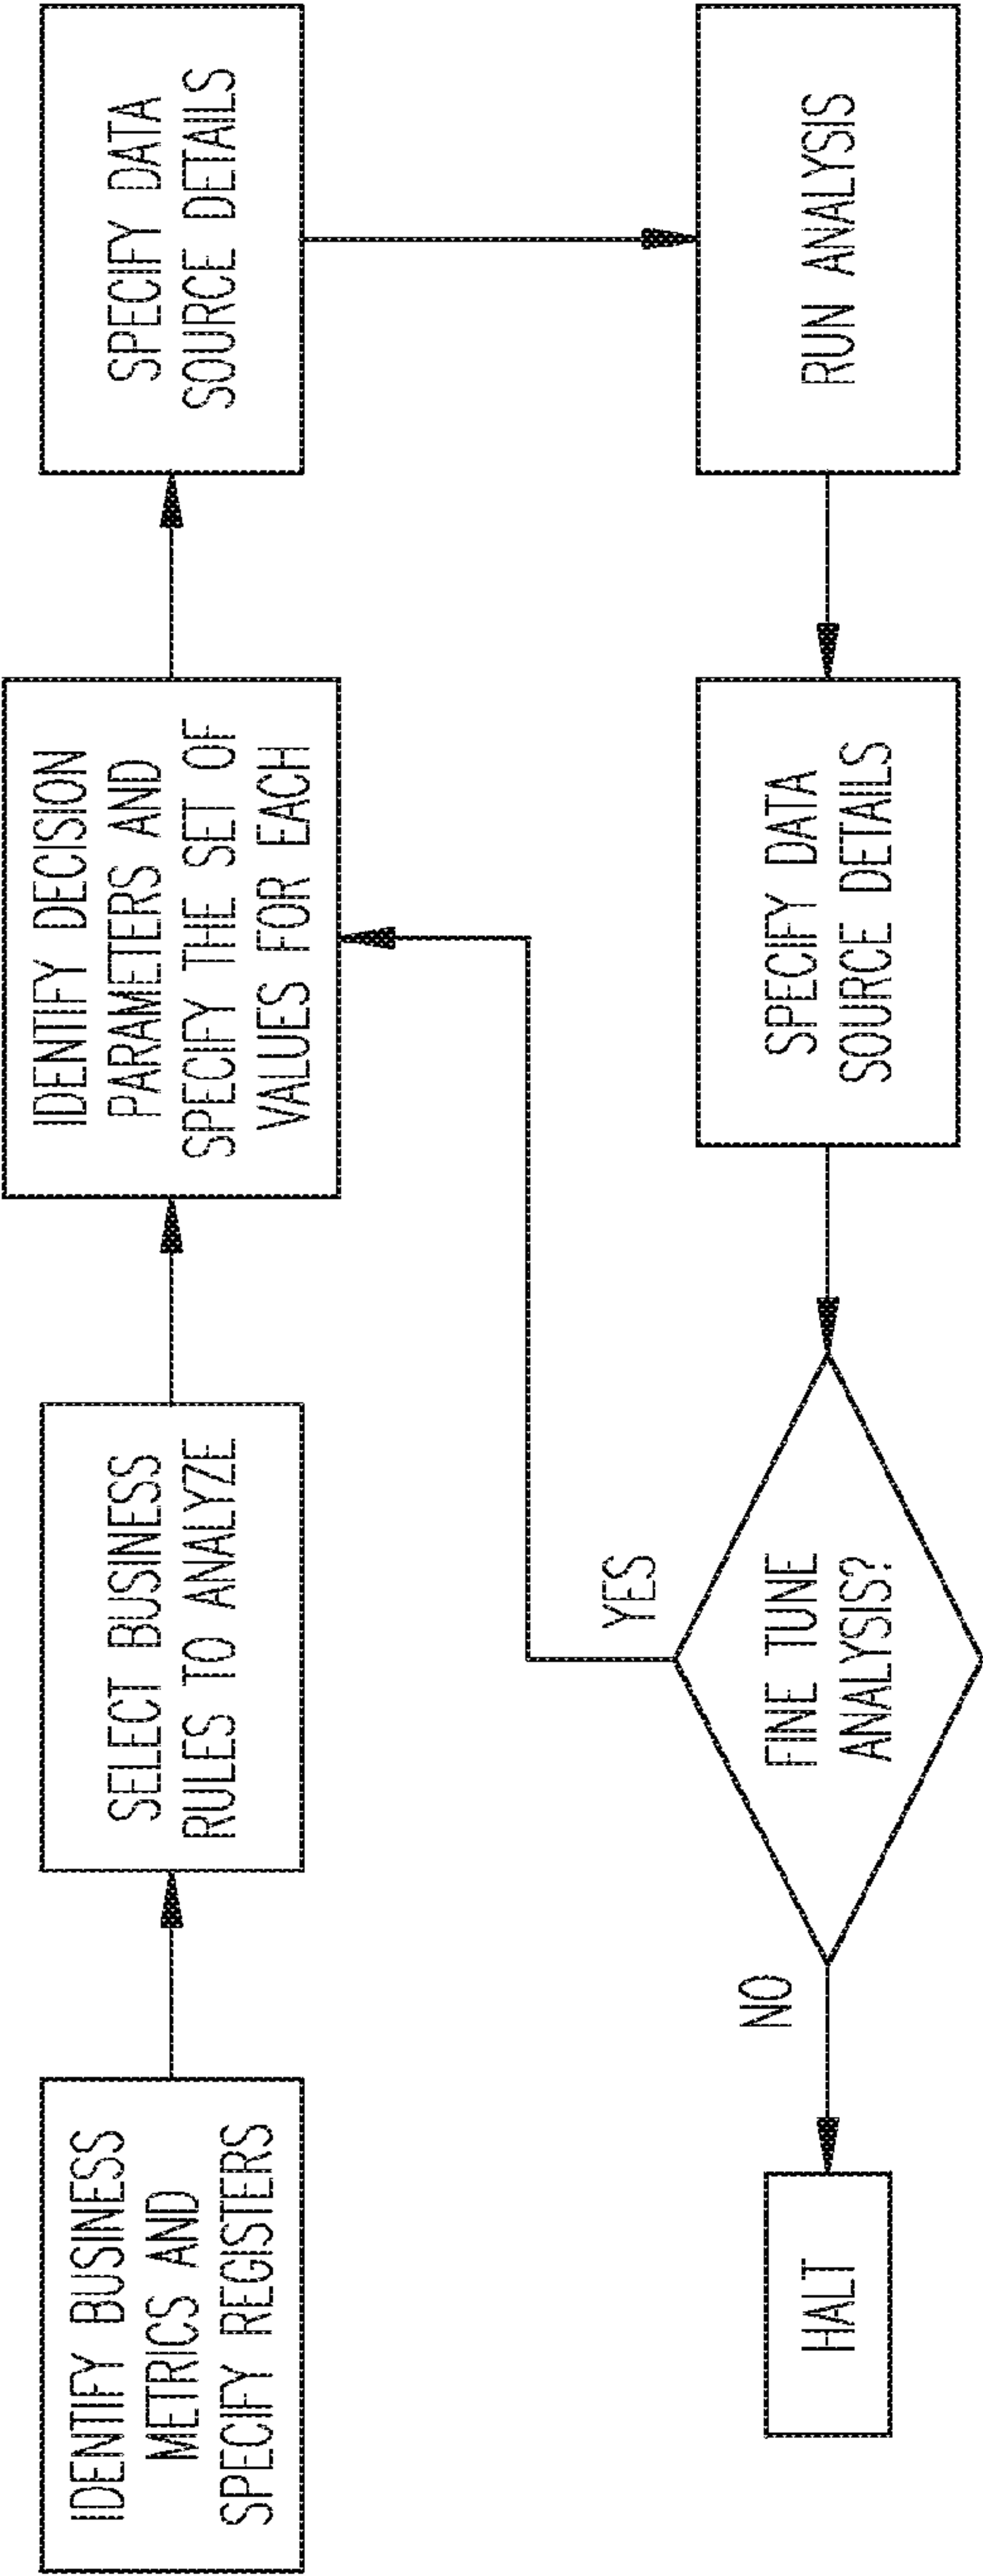 IDENTIFY BUSINESS
METRICS AND
SPECIFY REGISTERS
SELECT BUSINESS
RULES TO ANALYZE
IDENTIFY DECISION
PARAMETERS AND
SPECIFY THE SET OF
VALUES FOR EACH
SPECIFY DATA
SOURCE DETAILS
RUN ANALYSIS
SPECIFY DATA
SOURCE DETAILS
FINE TUNE
ANALYSIS?
YES
NO
HALT